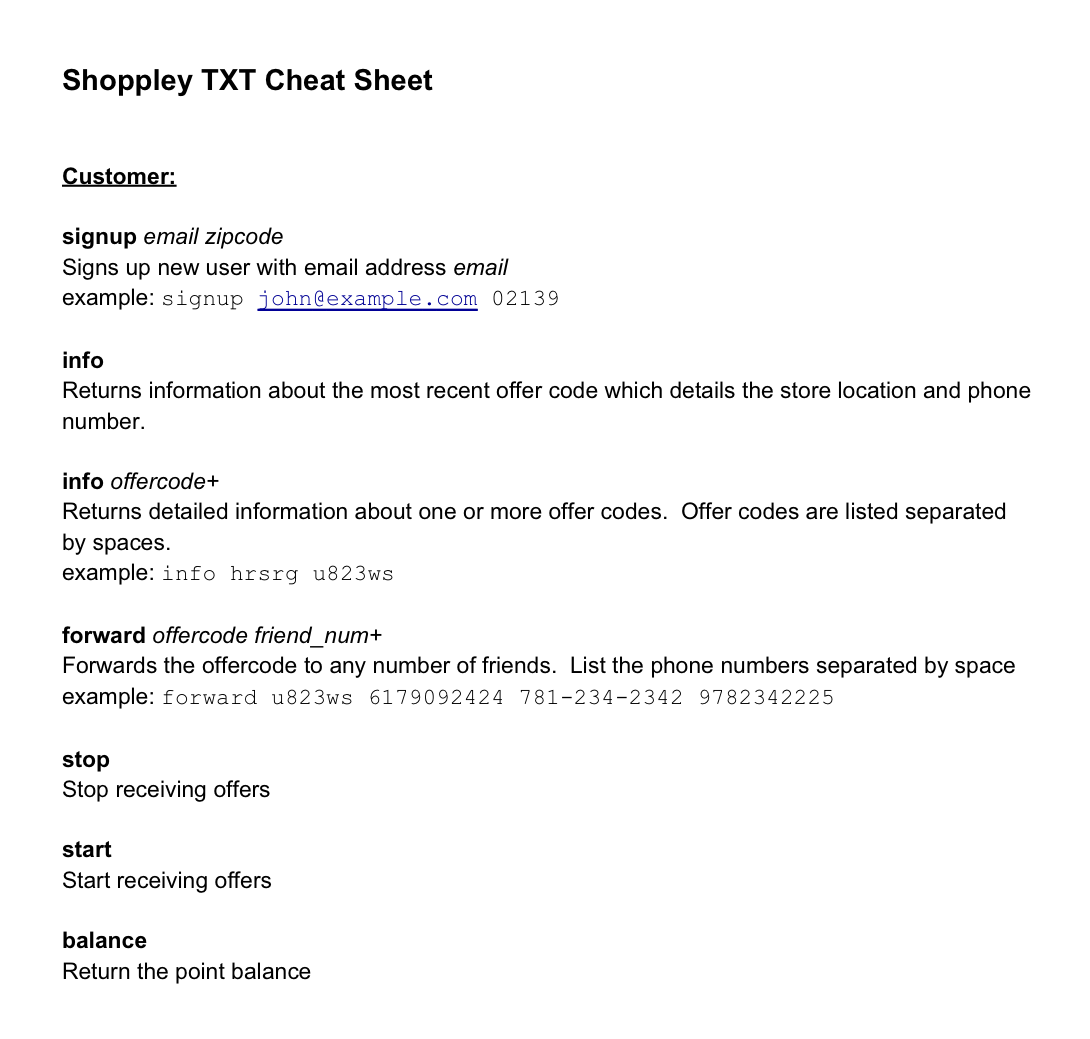 Shoppley TXT Cheat Sheet
Customer:
signup email zipcode
Signs up new user with email address email
example: signup john@example.com 02139
info
Returns information about the most recent offer code which details the store location and phone
number.
info offercode+
Returns detailed information about one or more offer codes.  Offer codes are listed separated
by spaces.
example: info hrsrg u823ws
forward offercode friend_num+
Forwards the offercode to any number of friends.  List the phone numbers separated by space
example: forward u823ws 6179092424 781-234-2342 9782342225
stop
Stop receiving offers
start
Start receiving offers
balance
Return the point balance